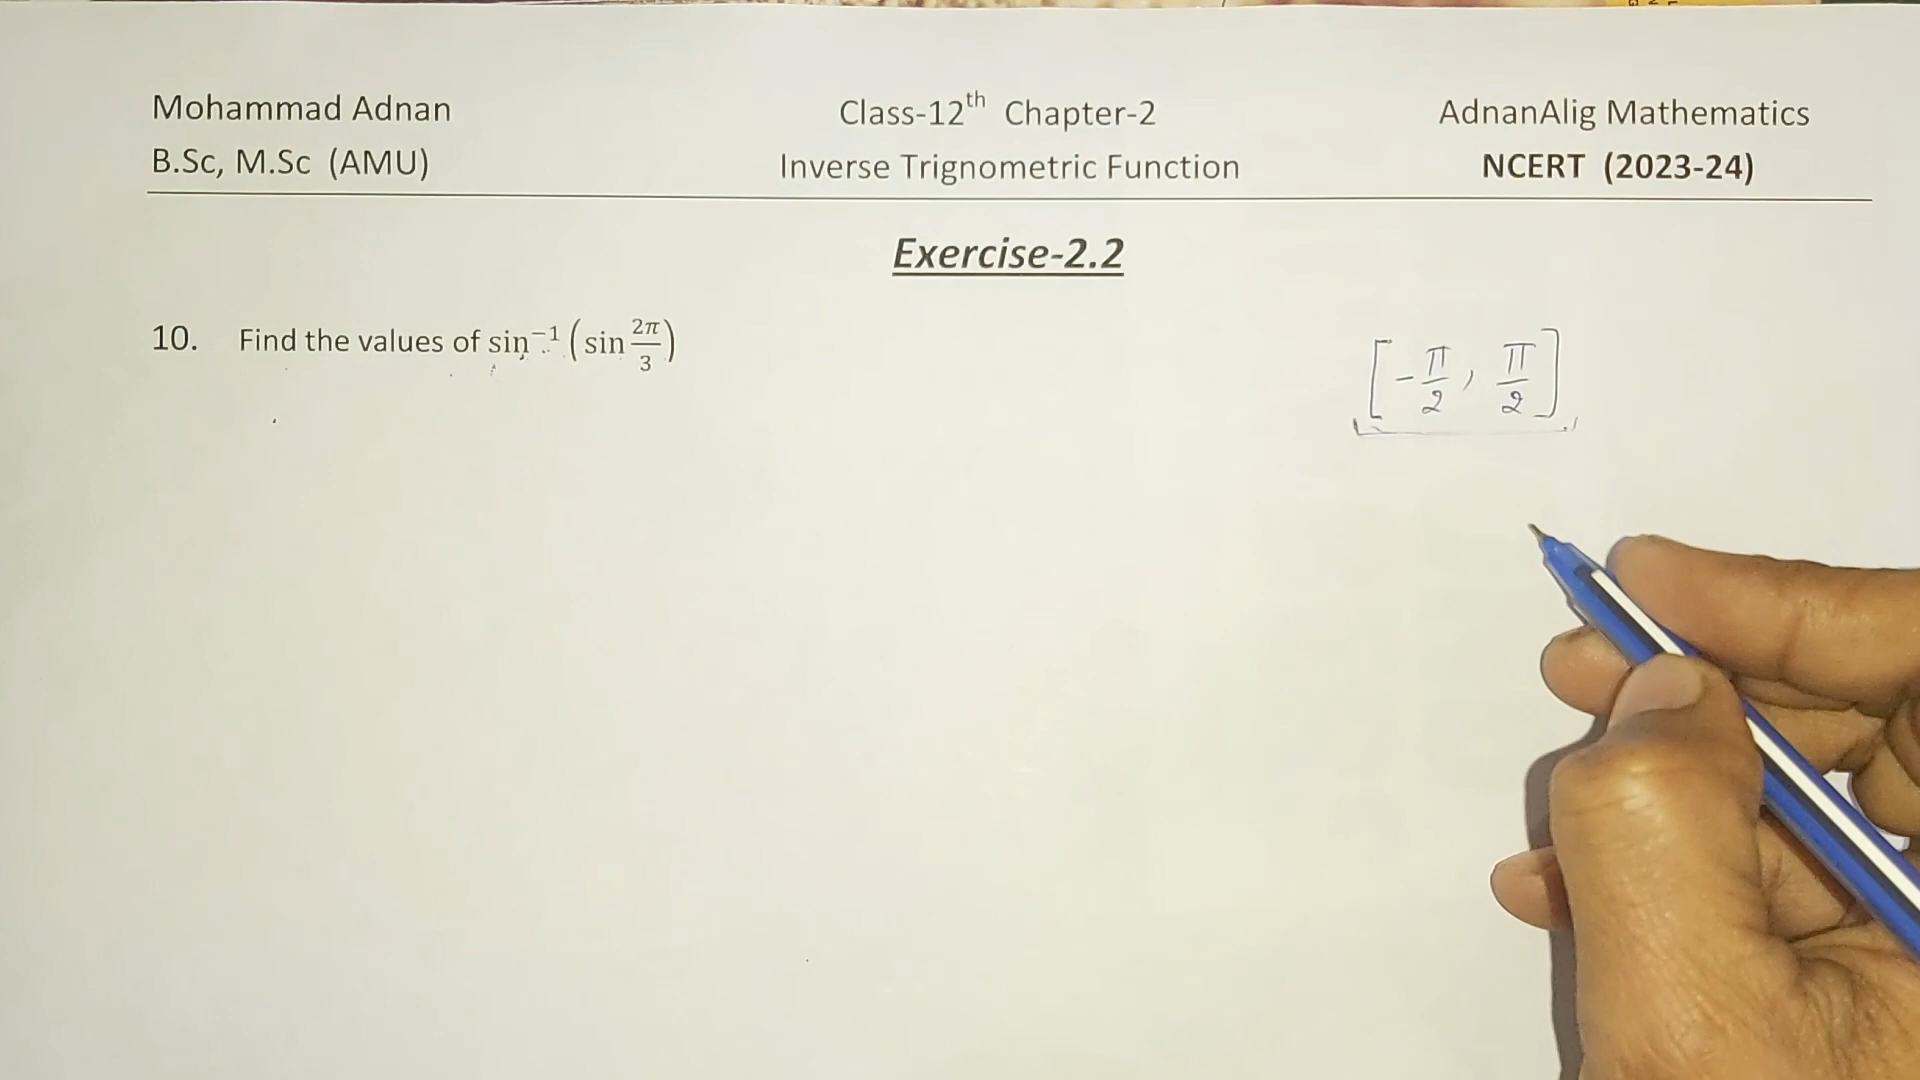 Mohammad Adnan
B.Sc, M.Sc (AMU)
Class-12th Chapter-2
Inverse Trignometric Function
AdnanAlig Mathematics
NCERT (2023-24)
Exercise-2.2
10. Find the values of sin⁻¹(sin 2π/3)
[-π/2, π/2]